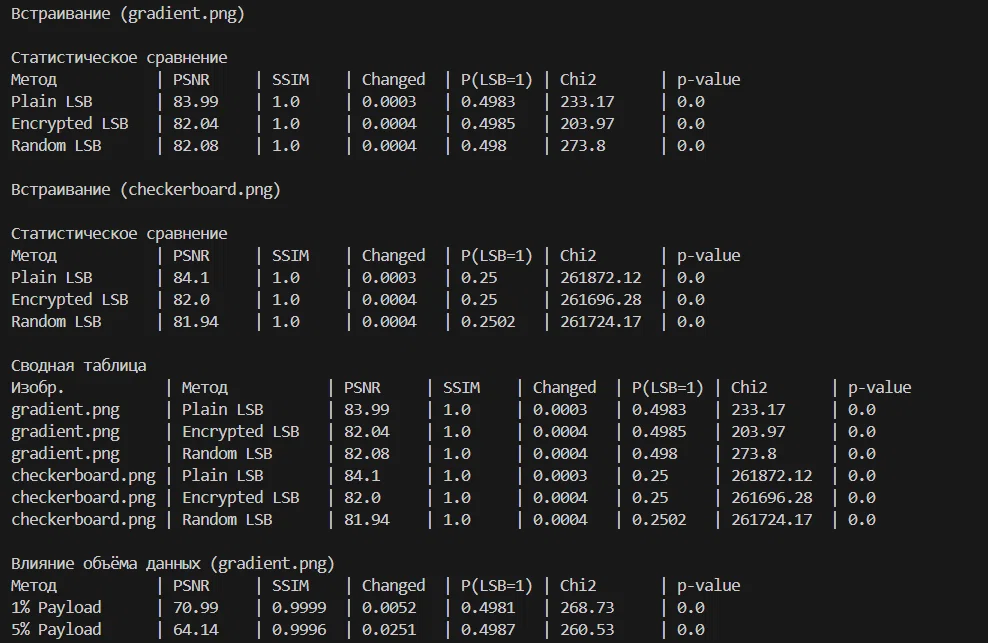 Встраивание (gradient.png)
Статистическое сравнение
Метод | PSNR | SSIM | Changed | P(LSB=1) | Chi2 | p-value
Plain LSB | 83.99 | 1.0 | 0.0003 | 0.4983 | 233.17 | 0.0
Encrypted LSB | 82.04 | 1.0 | 0.0004 | 0.4985 | 203.97 | 0.0
Random LSB | 82.08 | 1.0 | 0.0004 | 0.498 | 273.8 | 0.0
Встраивание (checkerboard.png)
Статистическое сравнение
Метод | PSNR | SSIM | Changed | P(LSB=1) | Chi2 | p-value
Plain LSB | 84.1 | 1.0 | 0.0003 | 0.25 | 261872.12 | 0.0
Encrypted LSB | 82.0 | 1.0 | 0.0004 | 0.25 | 261696.28 | 0.0
Random LSB | 81.94 | 1.0 | 0.0004 | 0.2502 | 261724.17 | 0.0
Сводная таблица
Изобр. | Метод | PSNR | SSIM | Changed | P(LSB=1) | Chi2 | p-value
gradient.png | Plain LSB | 83.99 | 1.0 | 0.0003 | 0.4983 | 233.17 | 0.0
gradient.png | Encrypted LSB | 82.04 | 1.0 | 0.0004 | 0.4985 | 203.97 | 0.0
gradient.png | Random LSB | 82.08 | 1.0 | 0.0004 | 0.498 | 273.8 | 0.0
checkerboard.png | Plain LSB | 84.1 | 1.0 | 0.0003 | 0.25 | 261872.12 | 0.0
checkerboard.png | Encrypted LSB | 82.0 | 1.0 | 0.0004 | 0.25 | 261696.28 | 0.0
checkerboard.png | Random LSB | 81.94 | 1.0 | 0.0004 | 0.2502 | 261724.17 | 0.0
Влияние объёма данных (gradient.png)
Метод | PSNR | SSIM | Changed | P(LSB=1) | Chi2 | p-value
1% Payload | 70.99 | 0.9999 | 0.0052 | 0.4981 | 268.73 | 0.0
5% Payload | 64.14 | 0.9996 | 0.0251 | 0.4987 | 260.53 | 0.0